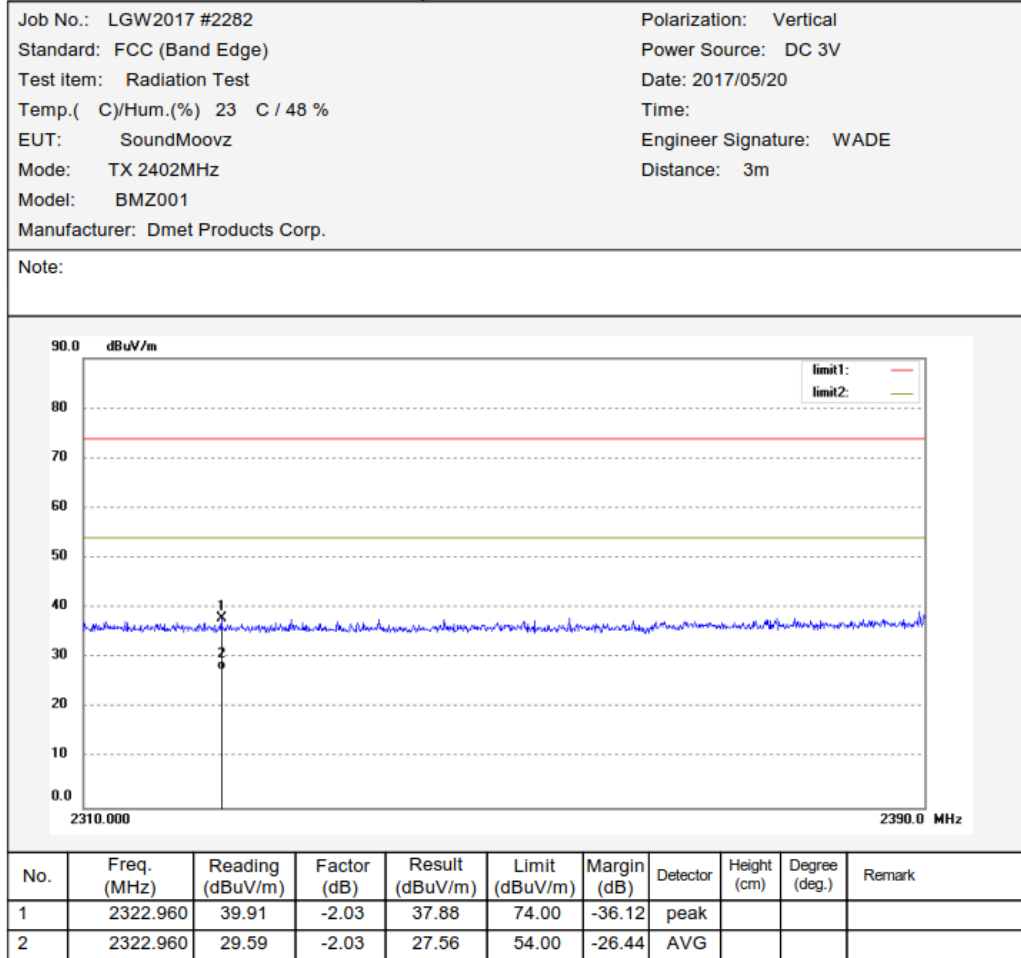 Job No.: LGW2017 #2282
Polarization: Vertical
Standard: FCC (Band Edge)
Power Source: DC 3V
Test item: Radiation Test
Date: 2017/05/20
Temp.( C)/Hum.(%) 23 C / 48 %
Time:
EUT: SoundMoovz
Engineer Signature: WADE
Mode: TX 2402MHz
Distance: 3m
Model: BMZ001
Manufacturer: Dmet Products Corp.
Note:
90.0 dBuV/m
limit1:
limit2:
80
70
60
50
40
1
30
2
20
10
0.0
2310.000
2390.0 MHz
No. Freq. (MHz) Reading (dBuV/m) Factor (dB) Result (dBuV/m) Limit (dBuV/m) Margin (dB) Detector Height (cm) Degree (deg.) Remark
1 2322.960 39.91 -2.03 37.88 74.00 -36.12 peak
2 2322.960 29.59 -2.03 27.56 54.00 -26.44 AVG